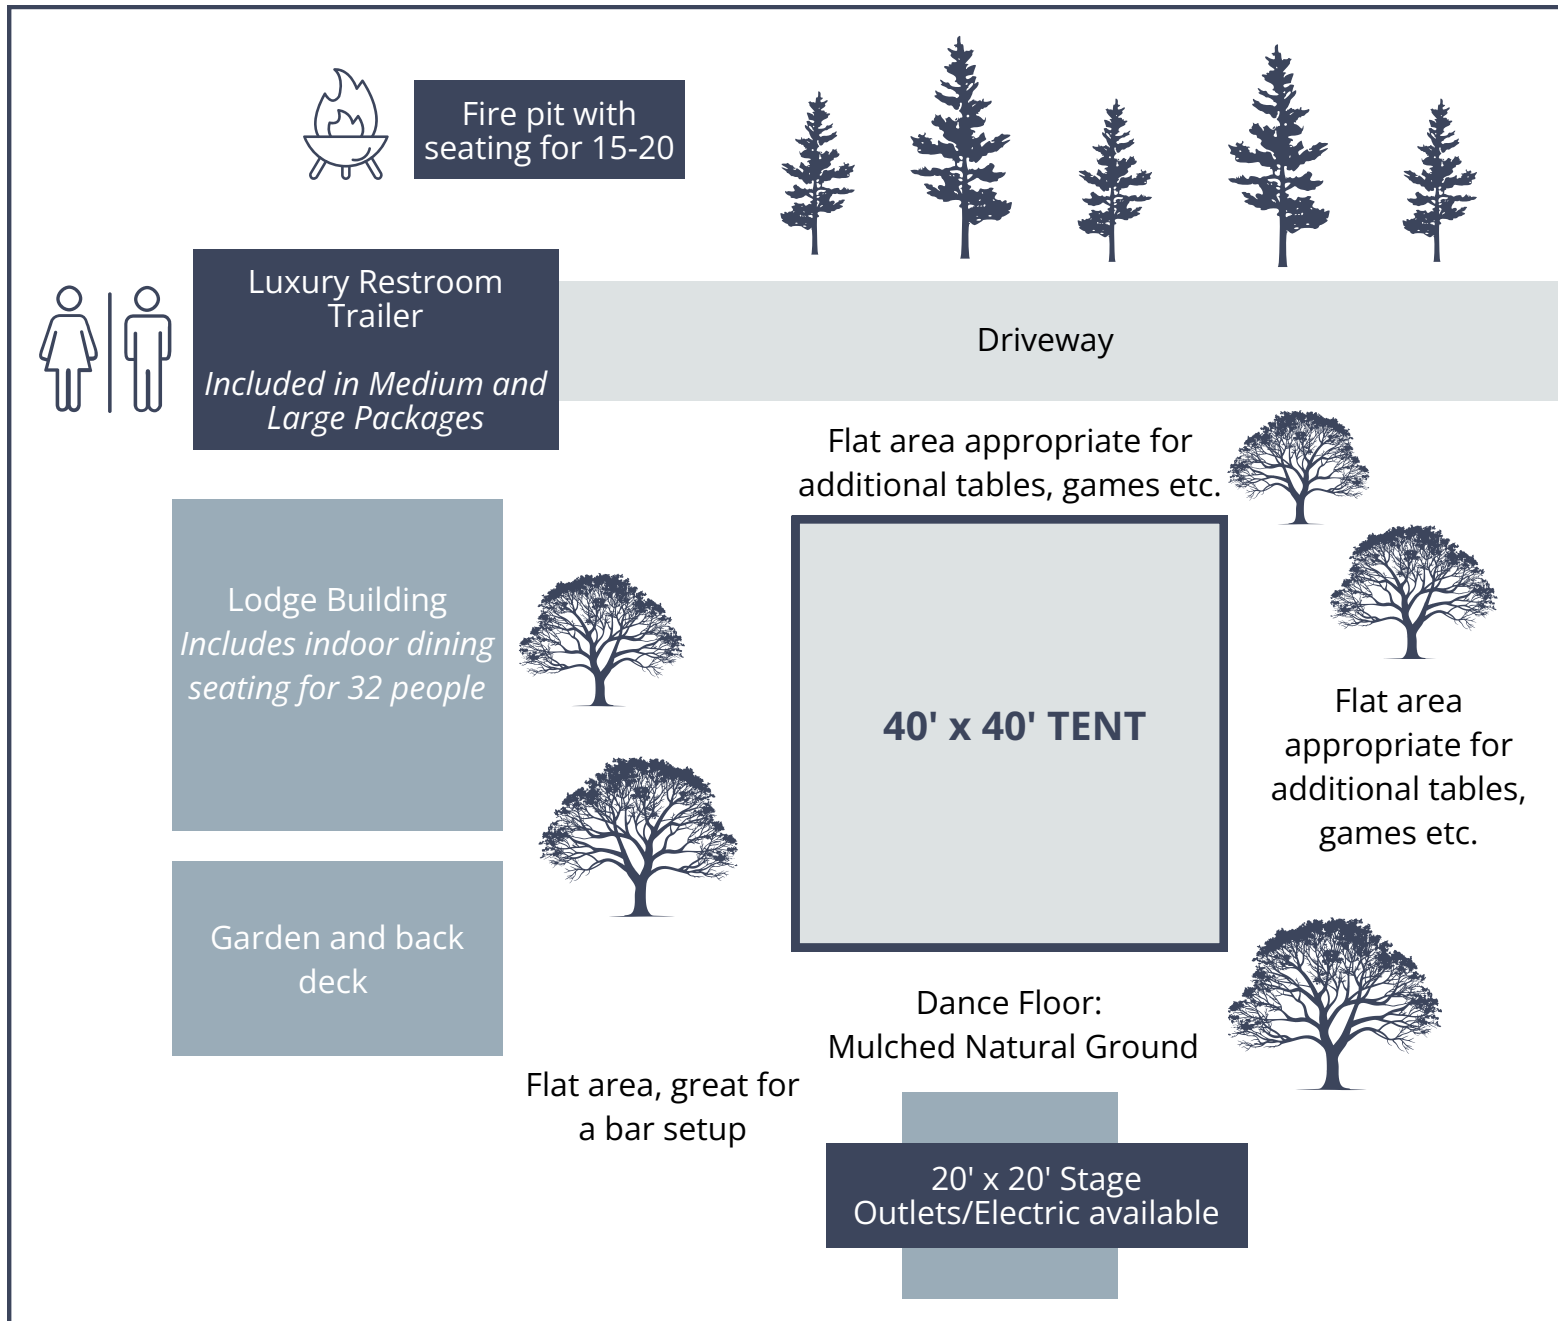 Fire pit with
seating for 15-20
Luxury Restroom
Trailer
Included in Medium and
Large Packages
Driveway
Flat area appropriate for
additional tables, games etc.
Lodge Building
Includes indoor dining
seating for 32 people
40' x 40' TENT
Flat area
appropriate for
additional tables,
games etc.
Garden and back
deck
Dance Floor:
Mulched Natural Ground
Flat area, great for
a bar setup
20' x 20' Stage
Outlets/Electric available